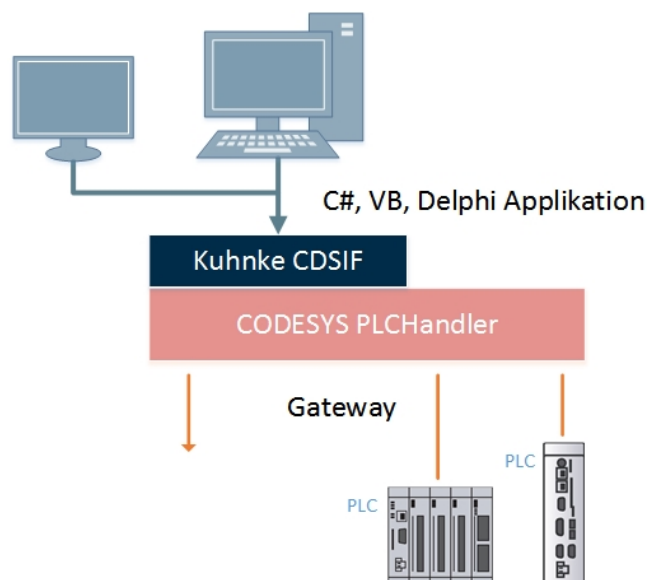 C#, VB, Delphi Applikation
Kuhnke CDSIF
CODESYS PLCHandler
Gateway
PLC
PLC